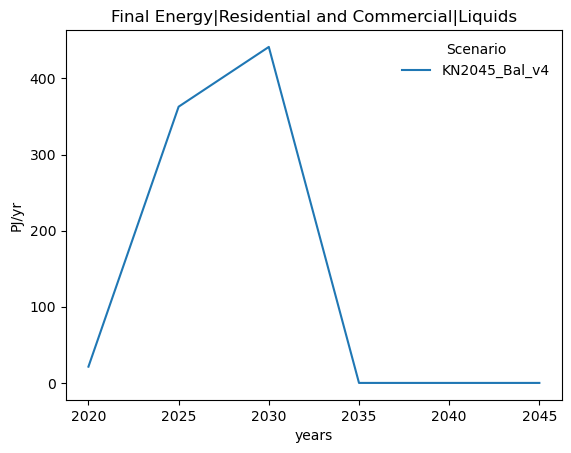 Final Energy|Residential and Commercial|Liquids
Scenario
KN2045_Bal_v4
PJ/yr
400
300
200
100
0
2020 2025 2030 2035 2040 2045
years